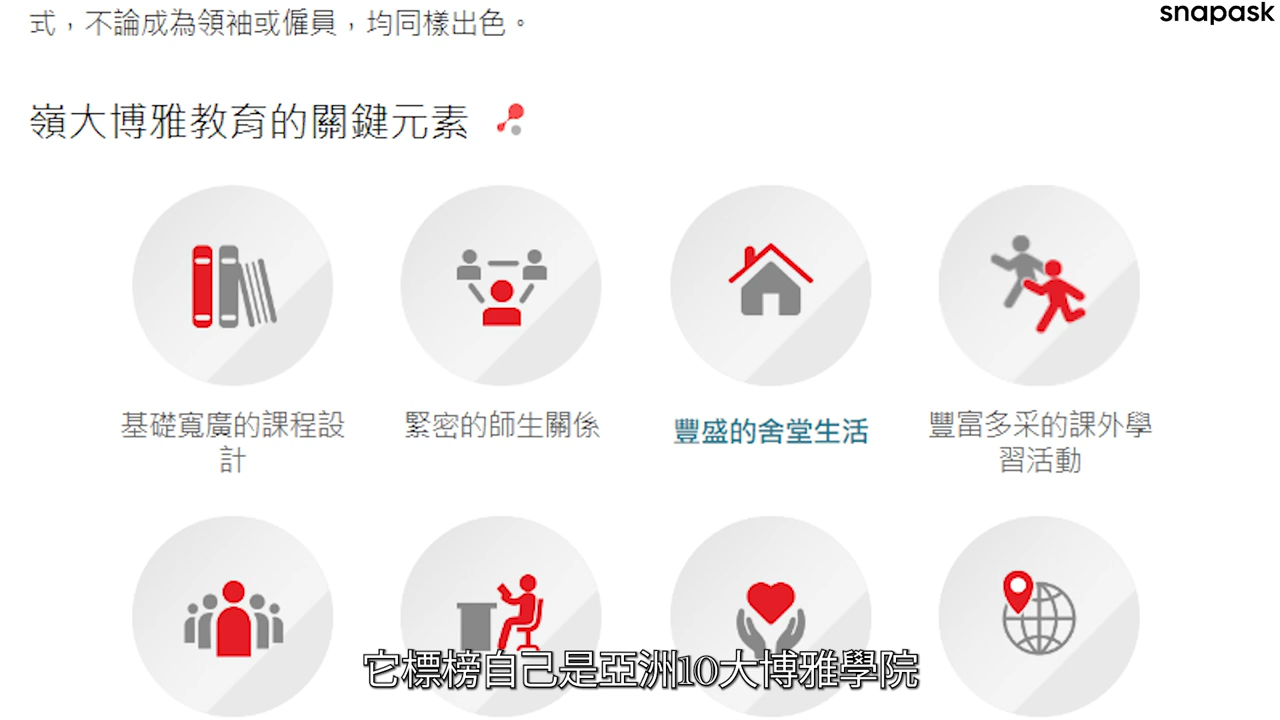 snapask
式，不論成為領袖或僱員，均同樣出色。
嶺大博雅教育的關鍵元素
基礎寬廣的課程設
計
緊密的師生關係
豐盛的舍堂生活
豐富多采的課外學
習活動
它標榜自己是亞洲10大博雅學院